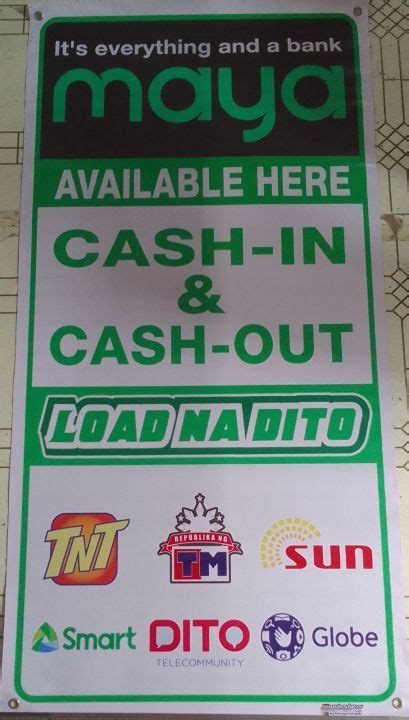 It's everything and a bank
maya
AVAILABLE HERE
CASH-IN
&
CASH-OUT
LOAD NA DITO
TNT
REPUBLIKA NG
TM
sun
Smart
DITO
TELECOMMUNITY
Globe